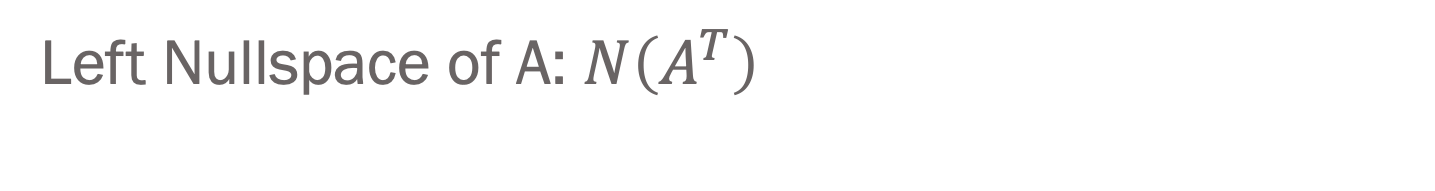 Left Nullspace of A: $N(A^T)$